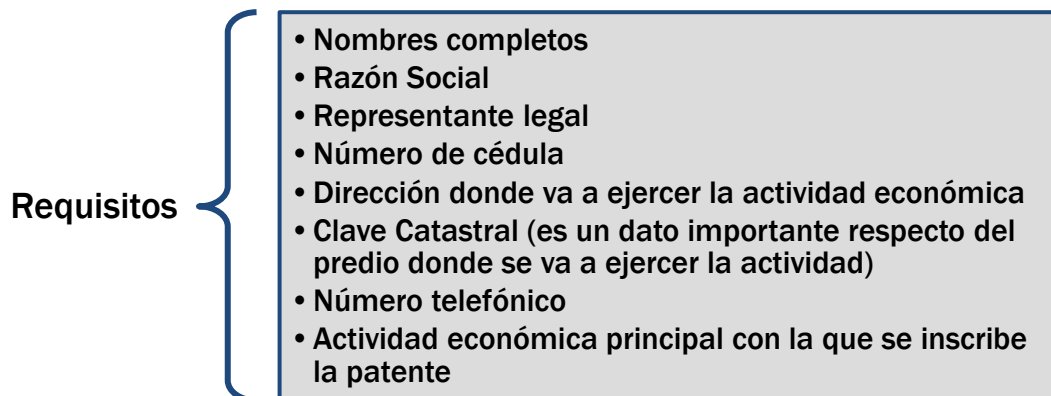 Requisitos
• Nombres completos
• Razón Social
• Representante legal
• Número de cédula
• Dirección donde va a ejercer la actividad económica
• Clave Catastral (es un dato importante respecto del
predio donde se va a ejercer la actividad)
• Número telefónico
• Actividad económica principal con la que se inscribe
la patente